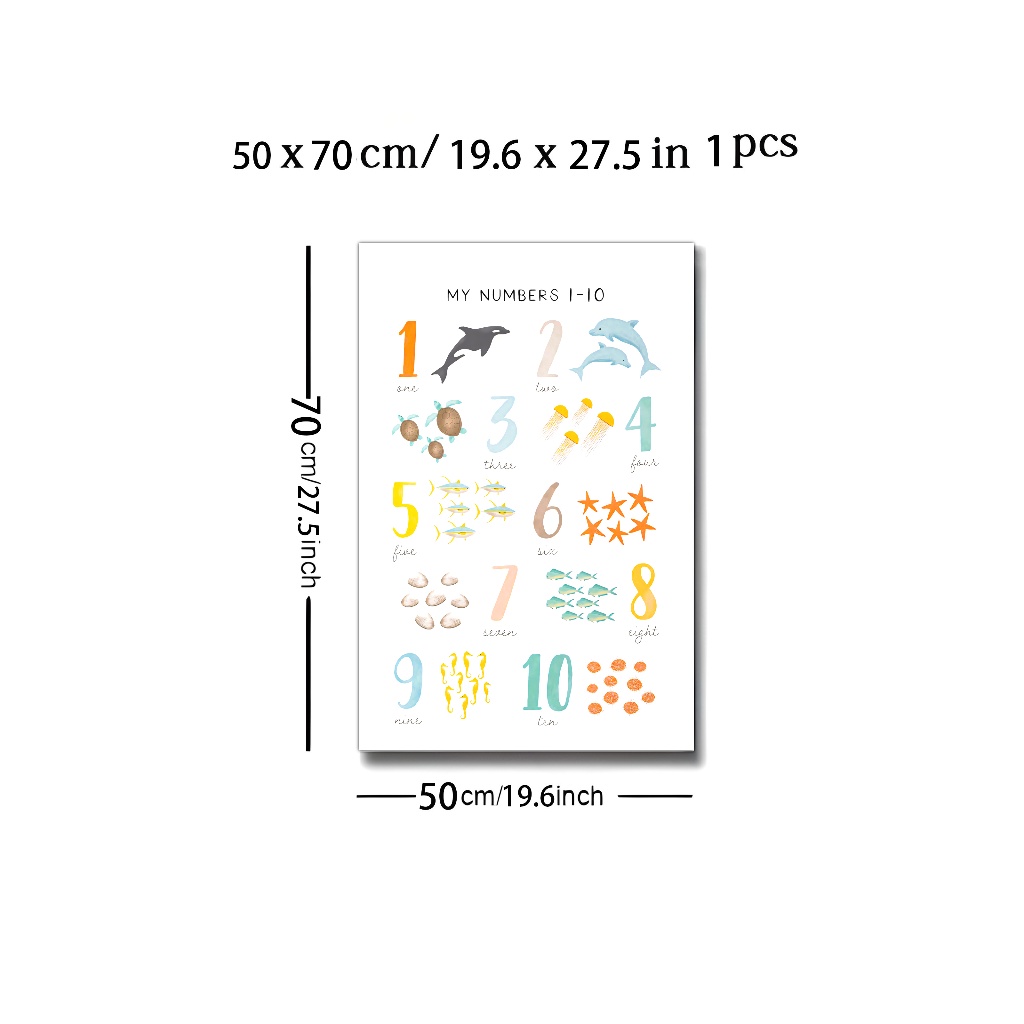 50 x 70 cm/ 19.6 x 27.5 in 1 pcs
70 cm/27.5inch
MY NUMBERS 1-10
1 2
one two
3 4
three four
5 6
five six
7 8
seven eight
9 10
nine ten
50cm/19.6inch